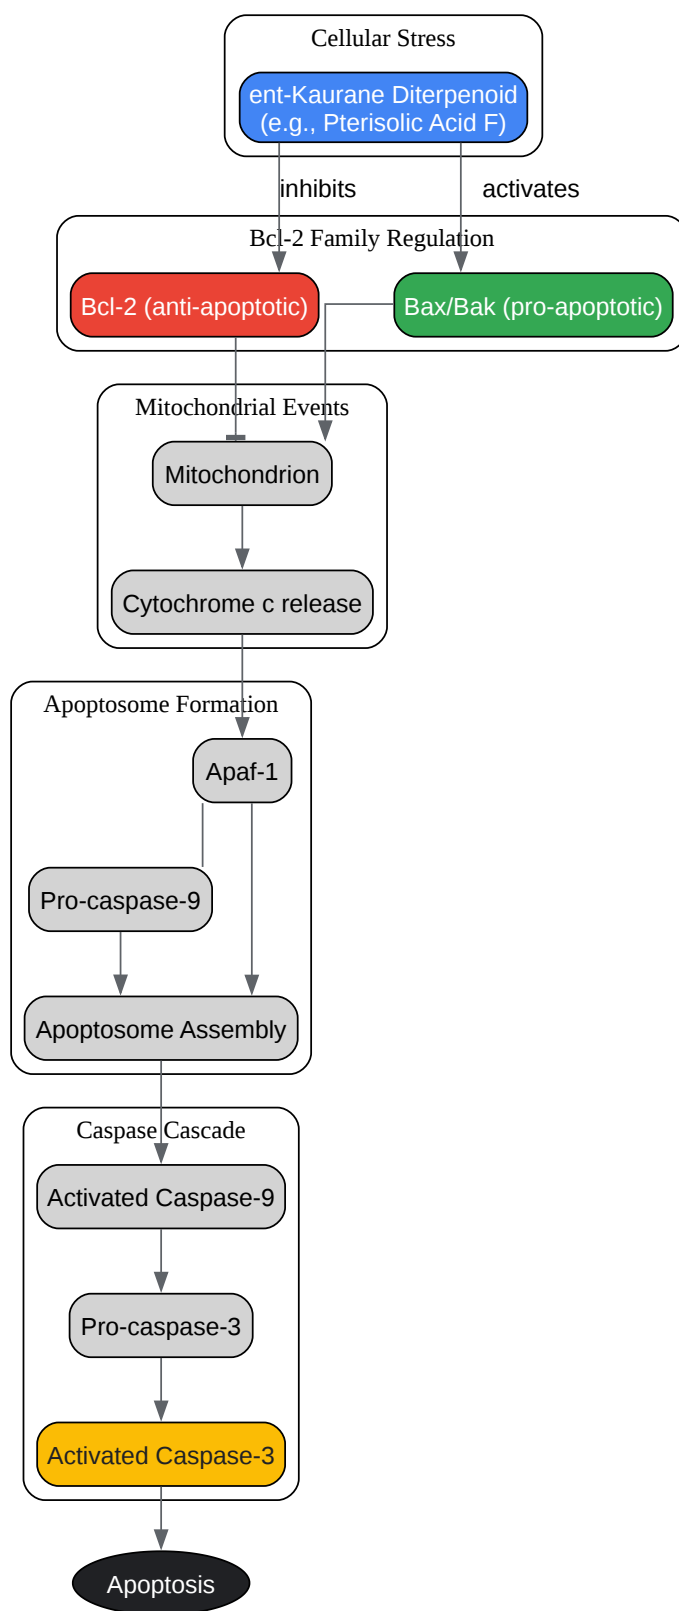 Cellular Stress
ent-Kaurane Diterpenoid
(e.g., Pterisolic Acid F)
inhibits
activates
Bcl-2 Family Regulation
Bcl-2 (anti-apoptotic)
Bax/Bak (pro-apoptotic)
Mitochondrial Events
Mitochondrion
Cytochrome c release
Apoptosome Formation
Apaf-1
Pro-caspase-9
Apoptosome Assembly
Caspase Cascade
Activated Caspase-9
Pro-caspase-3
Activated Caspase-3
Apoptosis